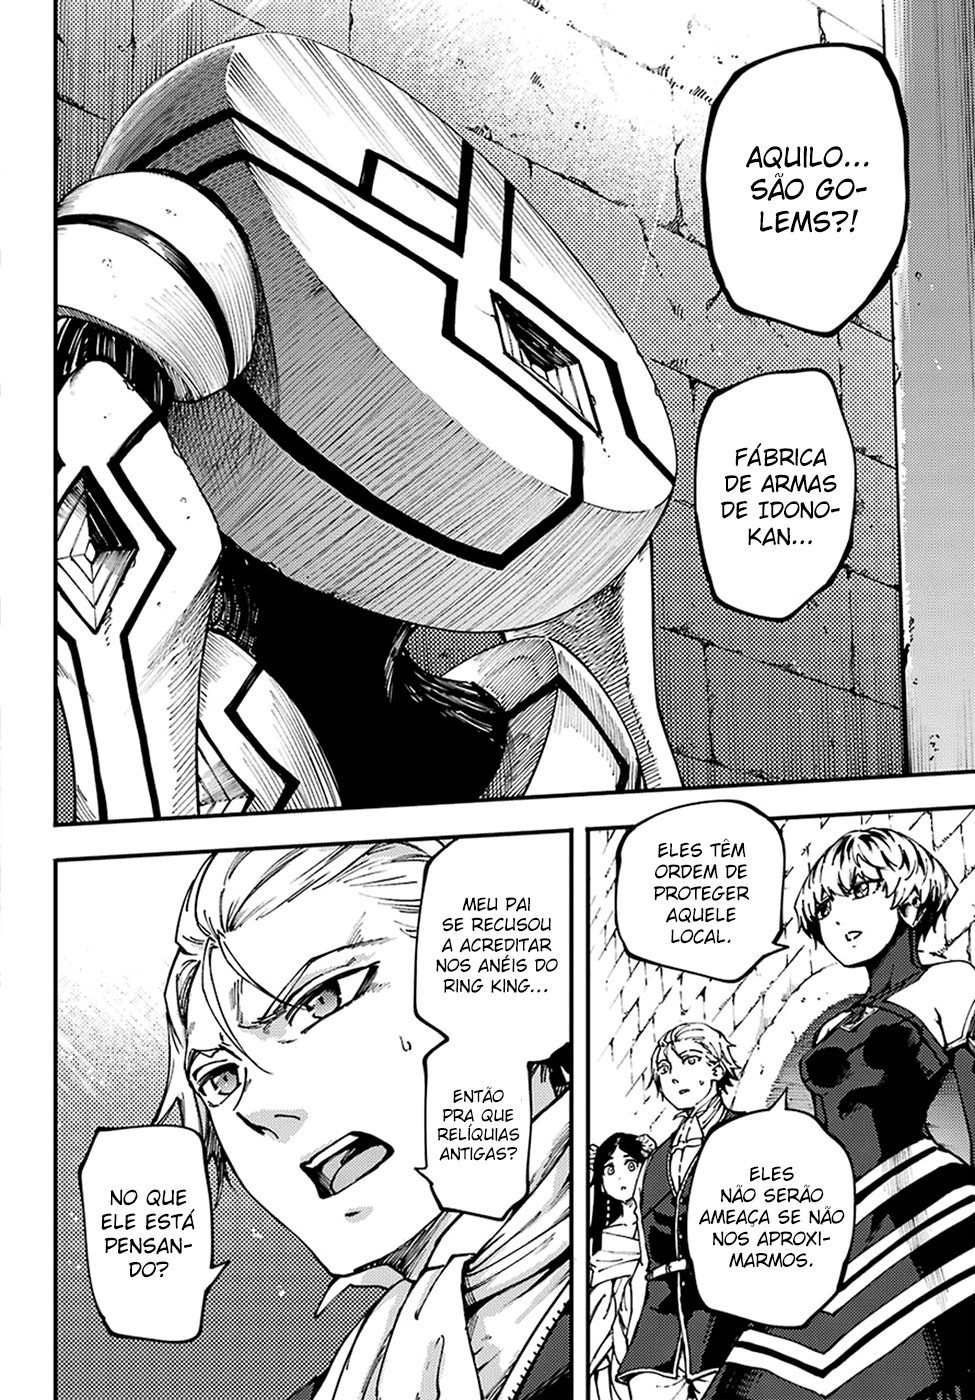 AQUILO...
SÃO GO-
LEMS?!
FÁBRICA
DE ARMAS
DE IDONO-
KAN...
ELES TÊM
ORDEM DE
PROTEGER
AQUELE
LOCAL.
ELES
NÃO SERÃO
AMEAÇA SE NÃO
NOS APROXI-
MARMOS.
MEU PAI
SE RECUSOU
A ACREDITAR
NOS ANÉIS DO
RING KING...
ENTÃO
PRA QUE
RELÍQUIAS
ANTIGAS?
NO QUE
ELE ESTÁ
PENSAN-
DO?